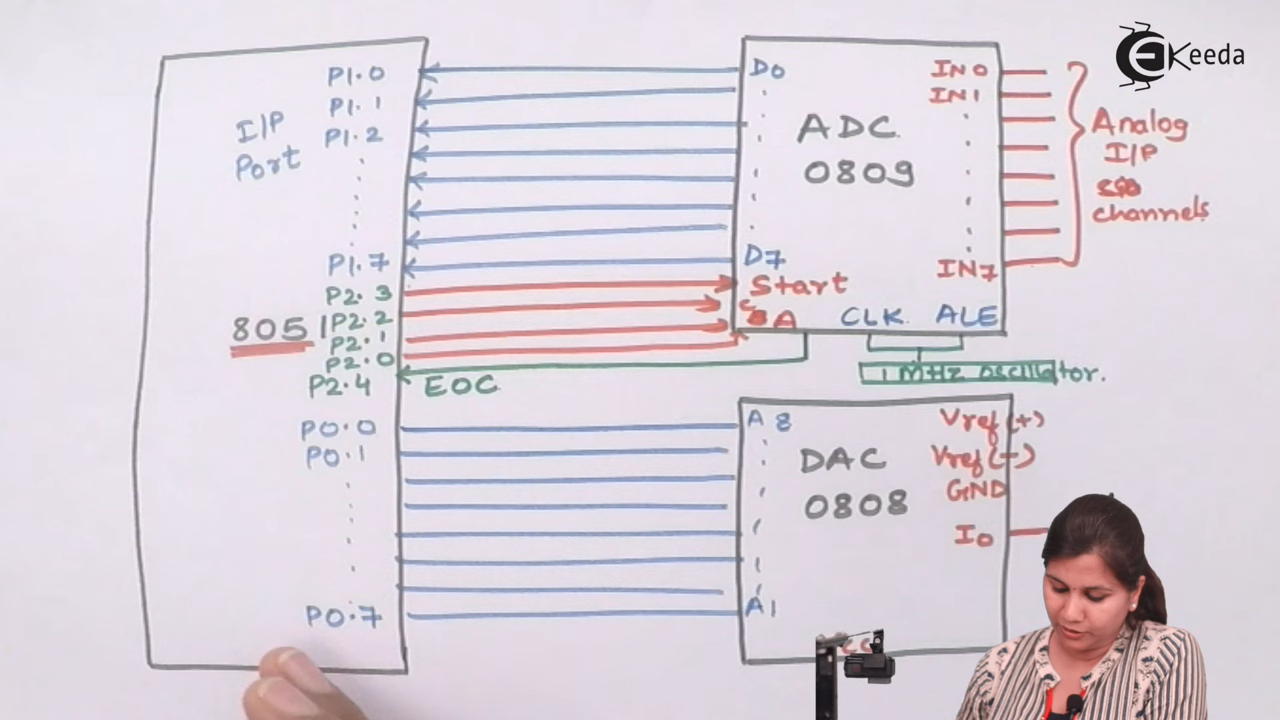 EKeeda
P1.0
P1.1
P1.2
P1.7
I/P
Port
P2.3
P2.2
P2.1
P2.0
P2.4
8051
P0.0
P0.1
P0.7
EOC
D0
D7
ADC
0809
IN0
IN1
IN7
Start
C
B A
CLK ALE
Analog
I/P
channels
1 MHz oscillator.
A8
A1
DAC
0808
Vref(+)
Vref(-)
GND
I0
CC